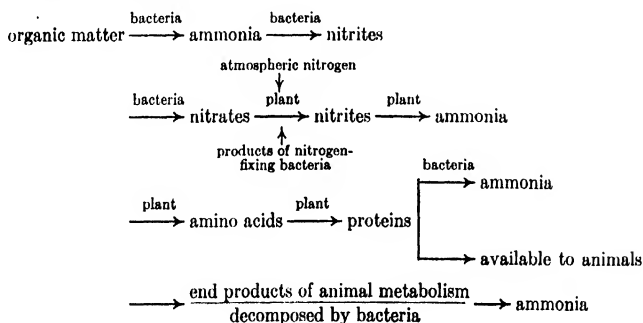 bacteria bacteria
organic matter ammonia nitrites
atmospheric nitrogen
bacteria plant plant
nitrates nitrites ammonia
products of nitrogen-
fixing bacteria
bacteria
ammonia
plant plant
amino acids proteins
available to animals
end products of animal metabolism
decomposed by bacteria
ammonia